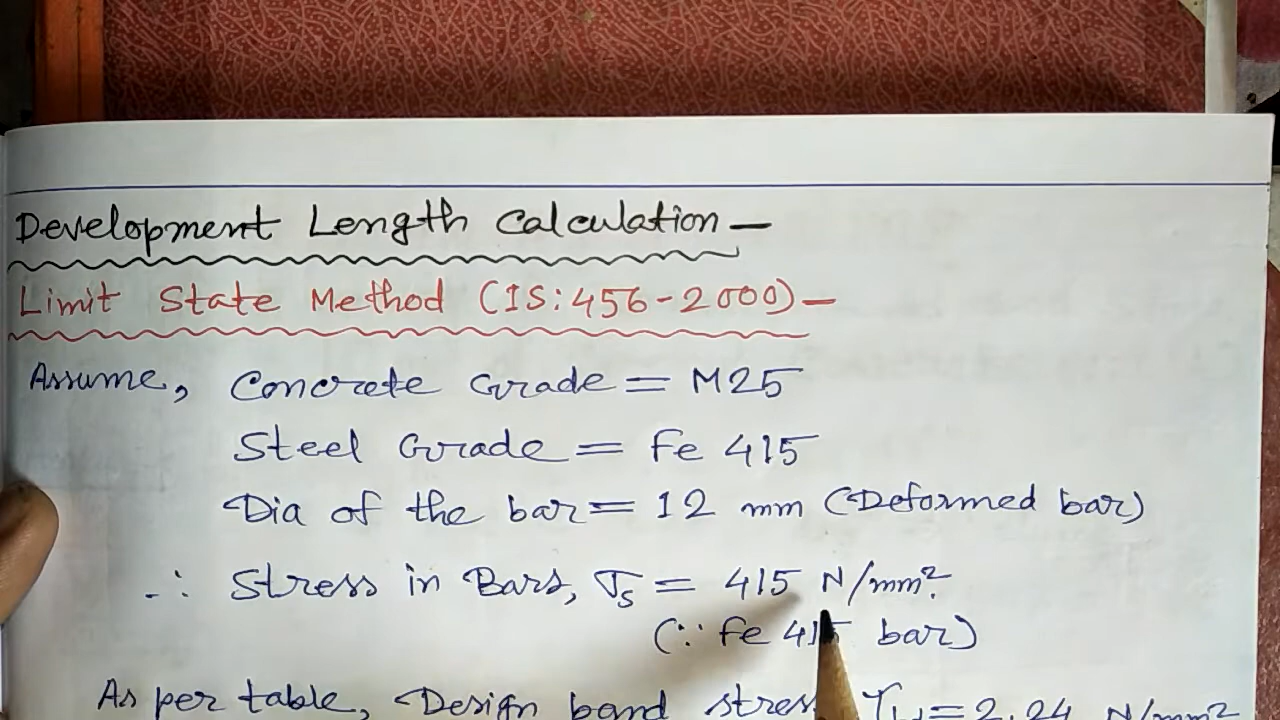 Development Length Calculation -
Limit State Method (IS:456-2000) -
Assume, Concrete Grade = M25
Steel Grade = Fe 415
Dia of the bar = 12 mm (Deformed bar)
∴ Stress in Bars, σs = 415 N/mm².
(∵ Fe 415 bar)
As per table, Design bond stress = 2.24 N/mm²